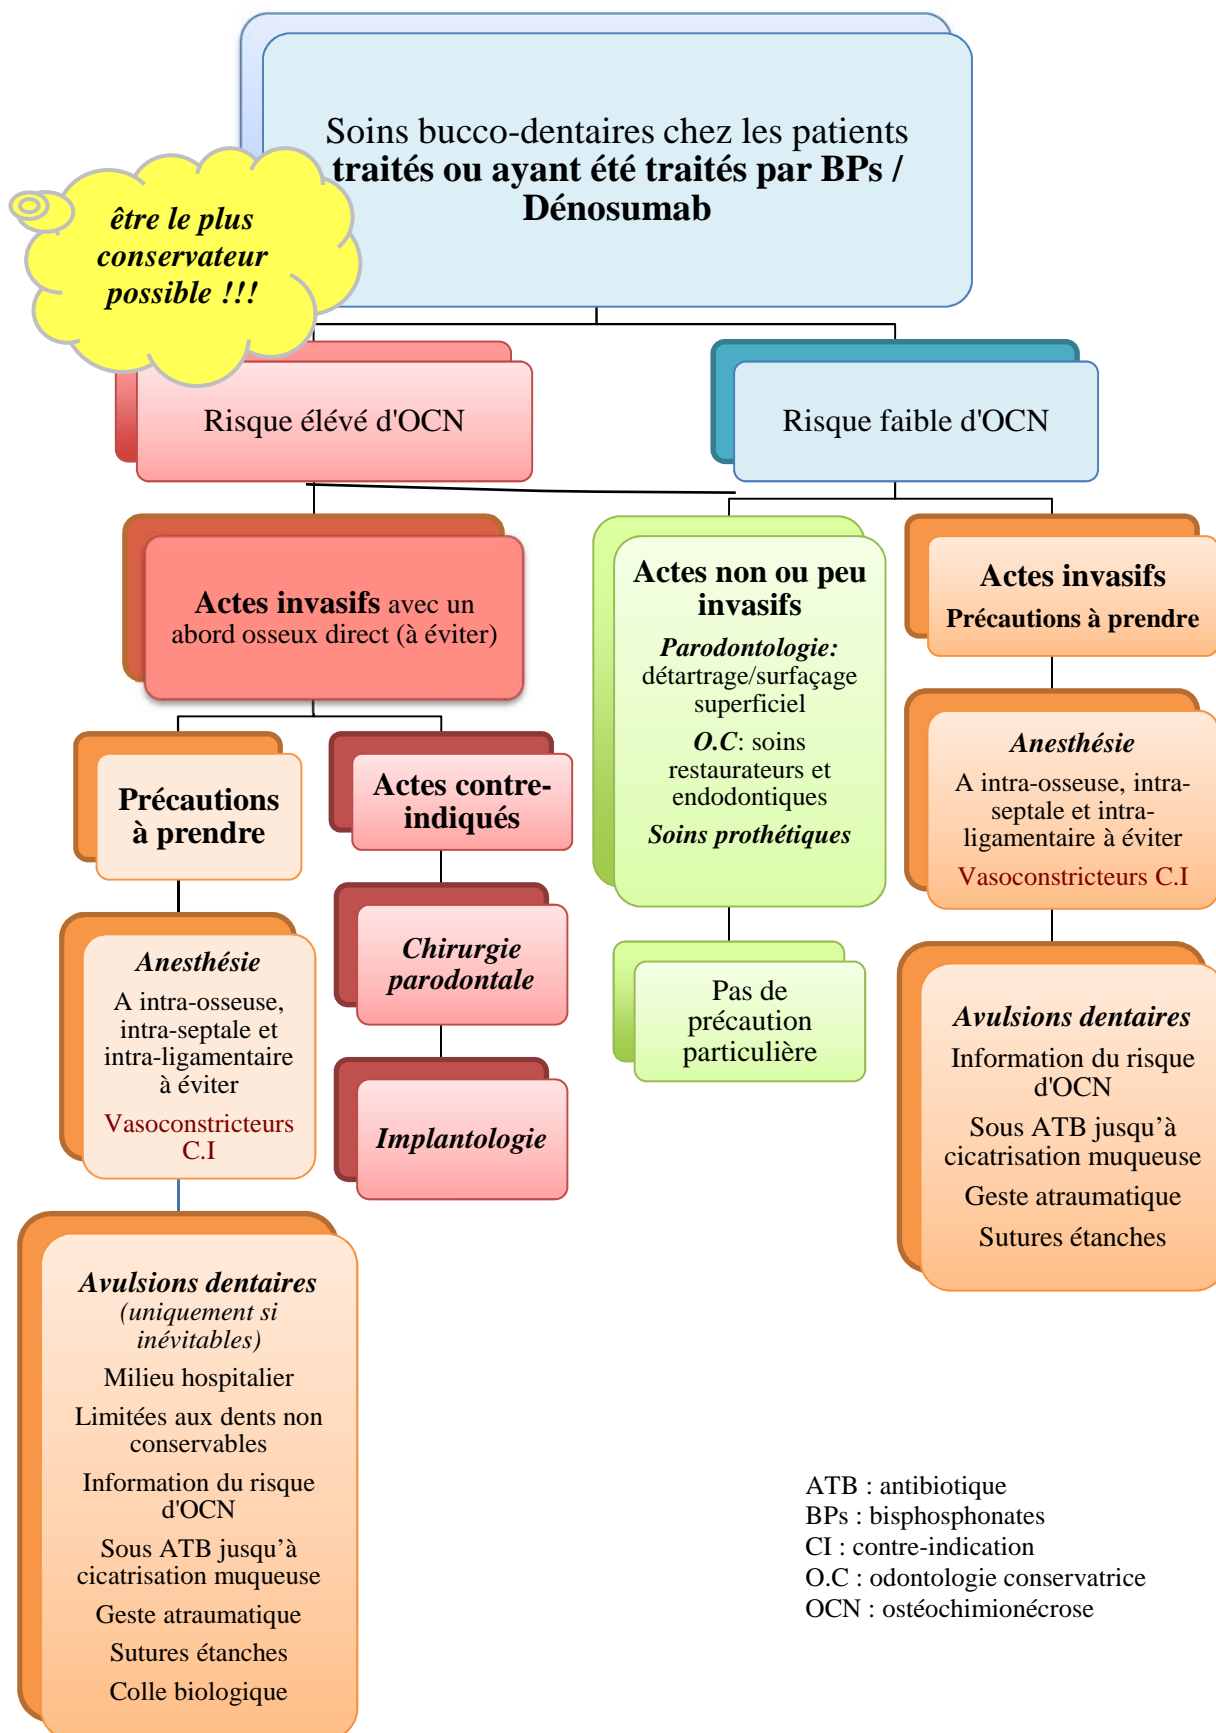 Soins bucco-dentaires chez les patients
traités ou ayant été traités par BPs /
Dénosumab
être le plus
conservateur
possible !!!
Risque élévé d'OCN
Risque faible d'OCN
Actes invasifs avec un
abord osseux direct (à éviter)
Précautions
à prendre
Anesthésie
A intra-osseuse,
intra-septale et
intra-ligamentaire
à éviter
Vasoconstricteurs
C.I
Avulsions dentaires
(uniquement si
inévitables)
Milieu hospitalier
Limitées aux dents non
conservables
Information du risque
d'OCN
Sous ATB jusqu’à
cicatrisation muqueuse
Geste atraumatique
Sutures étanches
Colle biologique
Actes contre-
indiqués
Chirurgie
parodontale
Implantologie
Actes non ou peu
invasifs
Parodontologie:
détartrage/surfaçage
superficiel
O.C: soins
restaurateurs et
endodontiques
Soins prothétiques
Pas de
précaution
particulière
Actes invasifs
Précautions à prendre
Anesthésie
A intra-osseuse, intra-
septale et intra-
ligamentaire à éviter
Vasoconstricteurs C.I
Avulsions dentaires
Information du risque
d'OCN
Sous ATB jusqu’à
cicatrisation muqueuse
Geste atraumatique
Sutures étanches
ATB : antibiotique
BPs : bisphosphonates
CI : contre-indication
O.C : odontologie conservatrice
OCN : ostéochimionécrose